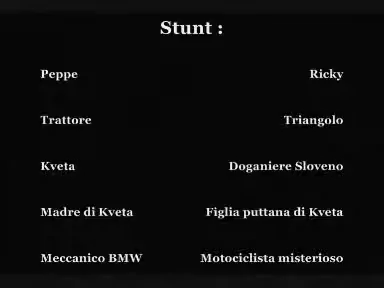 Stunt :
Peppe Ricky
Trattore Triangolo
Kveta Doganiere Sloveno
Madre di Kveta Figlia puttana di Kveta
Meccanico BMW Motociclista misterioso